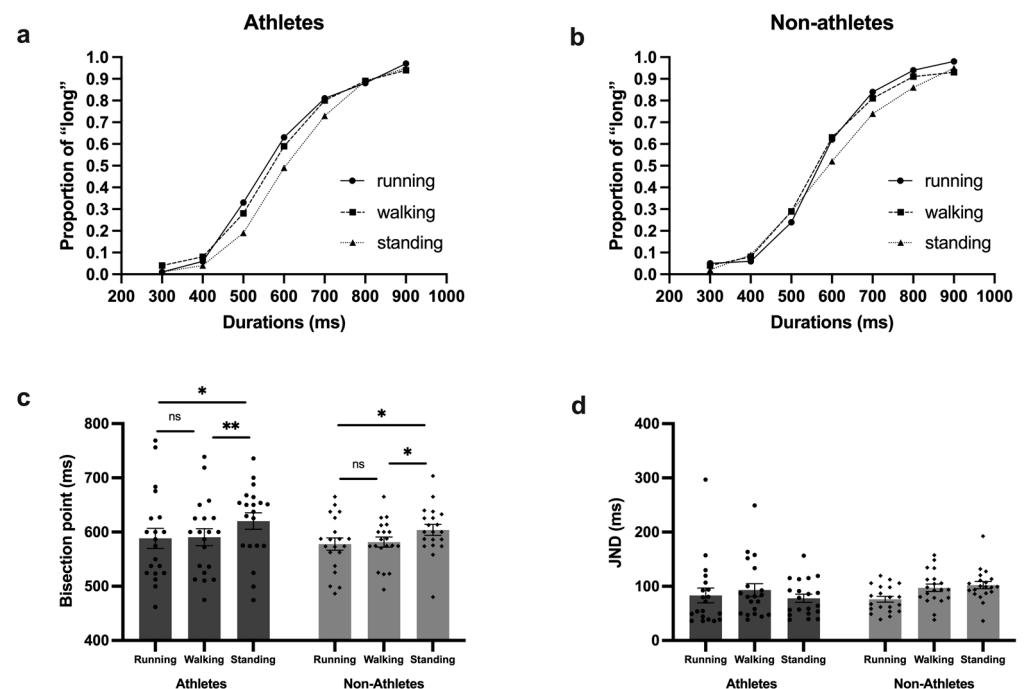 a
Athletes
Proportion of “long”
1.0
0.9
0.8
0.7
0.6
0.5
0.4
0.3
0.2
0.1
0.0
running
walking
standing
200 300 400 500 600 700 800 900 1000
Durations (ms)
b
Non-athletes
Proportion of “long”
1.0
0.9
0.8
0.7
0.6
0.5
0.4
0.3
0.2
0.1
0.0
running
walking
standing
200 300 400 500 600 700 800 900 1000
Durations (ms)
c
Bisection point (ms)
800
700
600
500
400
*
ns
**
*
ns
*
Running Walking Standing Running Walking Standing
Athletes Non-Athletes
d
JND (ms)
400
300
200
100
0
Running Walking Standing Running Walking Standing
Athletes Non-Athletes